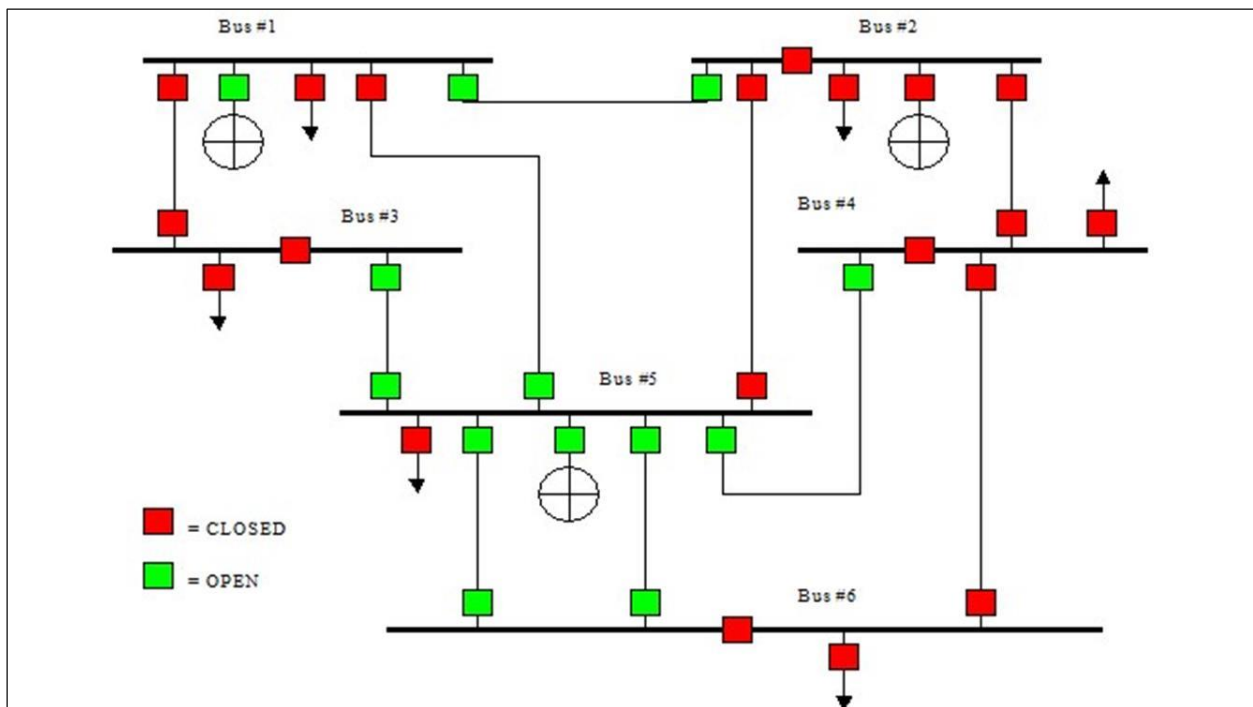 Bus #1
Bus #2
Bus #3
Bus #4
Bus #5
= CLOSED
= OPEN
Bus #6